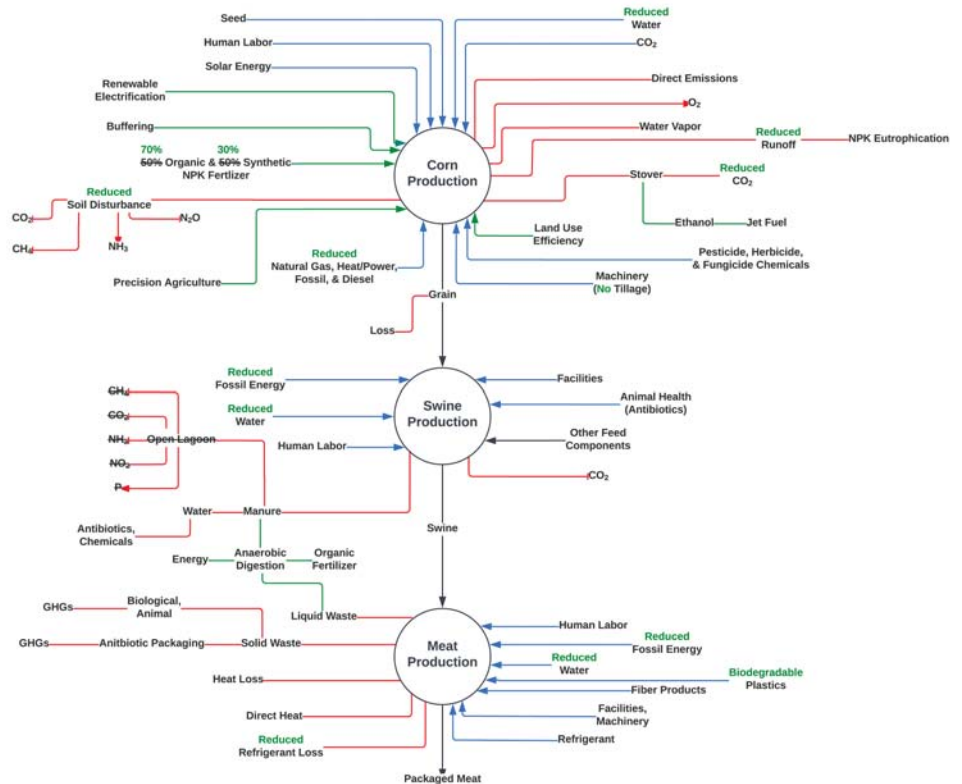 Seed
Reduced
Water
Human Labor
CO₂
Solar Energy
Direct Emissions
Renewable
Electrification
O₂
Buffering
Water Vapor
Reduced
Runoff
NPK Eutrophication
70% 30%
50% Organic & 50% Synthetic
NPK Fertlizer
Corn
Production
Stover
Reduced
CO₂
Reduced
Soil Disturbance
CO₂
N₂O
CH₄
NH₃
Ethanol
Jet Fuel
Land Use
Efficiency
Precision Agriculture
Reduced
Natural Gas, Heat/Power,
Fossil, & Diesel
Pesticide, Herbicide,
& Fungicide Chemicals
Machinery
(No Tillage)
Grain
Loss
Reduced
Fossil Energy
Facilities
Reduced
Water
Swine
Production
Animal Health
(Antibiotics)
Human Labor
Other Feed
Components
CO₂
CH₄
CO₂
NH₃
Open Lagoon
NO₂
P
Water
Manure
Antibiotics,
Chemicals
Swine
Energy
Anaerobic
Digestion
Organic
Fertilizer
GHGs
Biological,
Animal
Liquid Waste
GHGs
Anitbiotic Packaging
Solid Waste
Meat
Production
Human Labor
Reduced
Fossil Energy
Reduced
Water
Heat Loss
Biodegradable
Plastics
Fiber Products
Direct Heat
Facilities,
Machinery
Reduced
Refrigerant Loss
Refrigerant
Packaged Meat